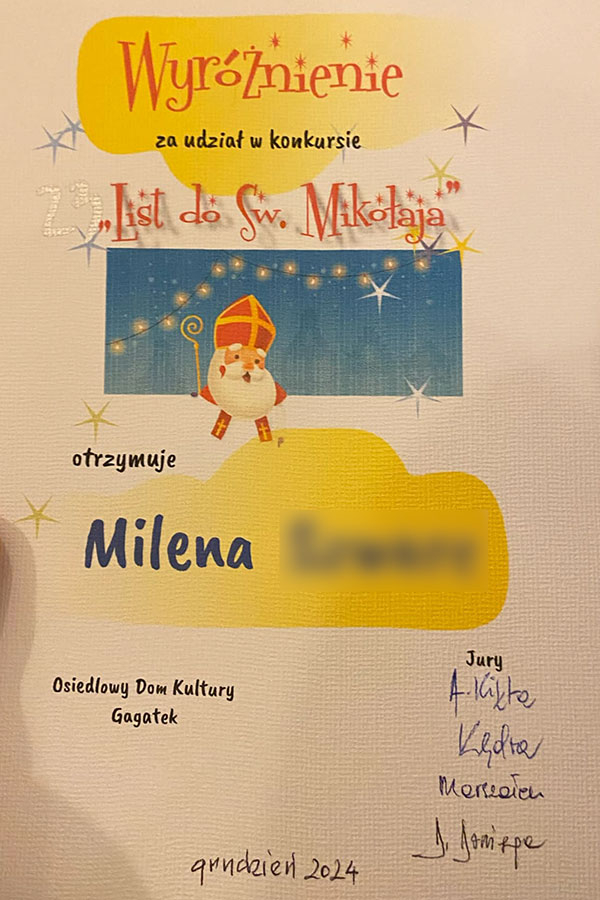 Wyróżnienie
za udział w konkursie
„List do Św. Mikołaja”
otrzymuje
Milena
Osiedlowy Dom Kultury
Gagatek
Jury
grudzień 2024